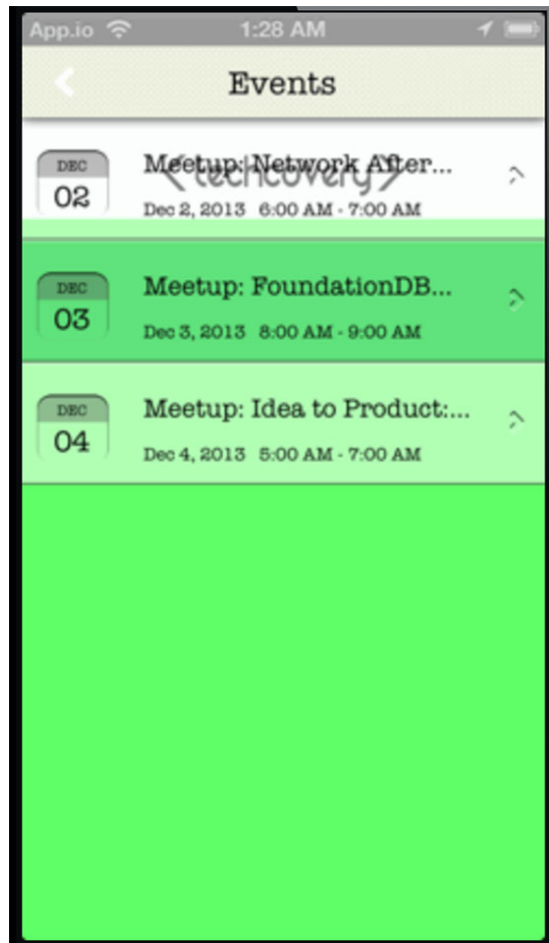 App.io 1:28 AM
Events
<techcovery>
DEC
02
Meetup: Network After...
Dec 2, 2013 6:00 AM - 7:00 AM
DEC
03
Meetup: FoundationDB...
Dec 3, 2013 8:00 AM - 9:00 AM
DEC
04
Meetup: Idea to Product:...
Dec 4, 2013 5:00 AM - 7:00 AM